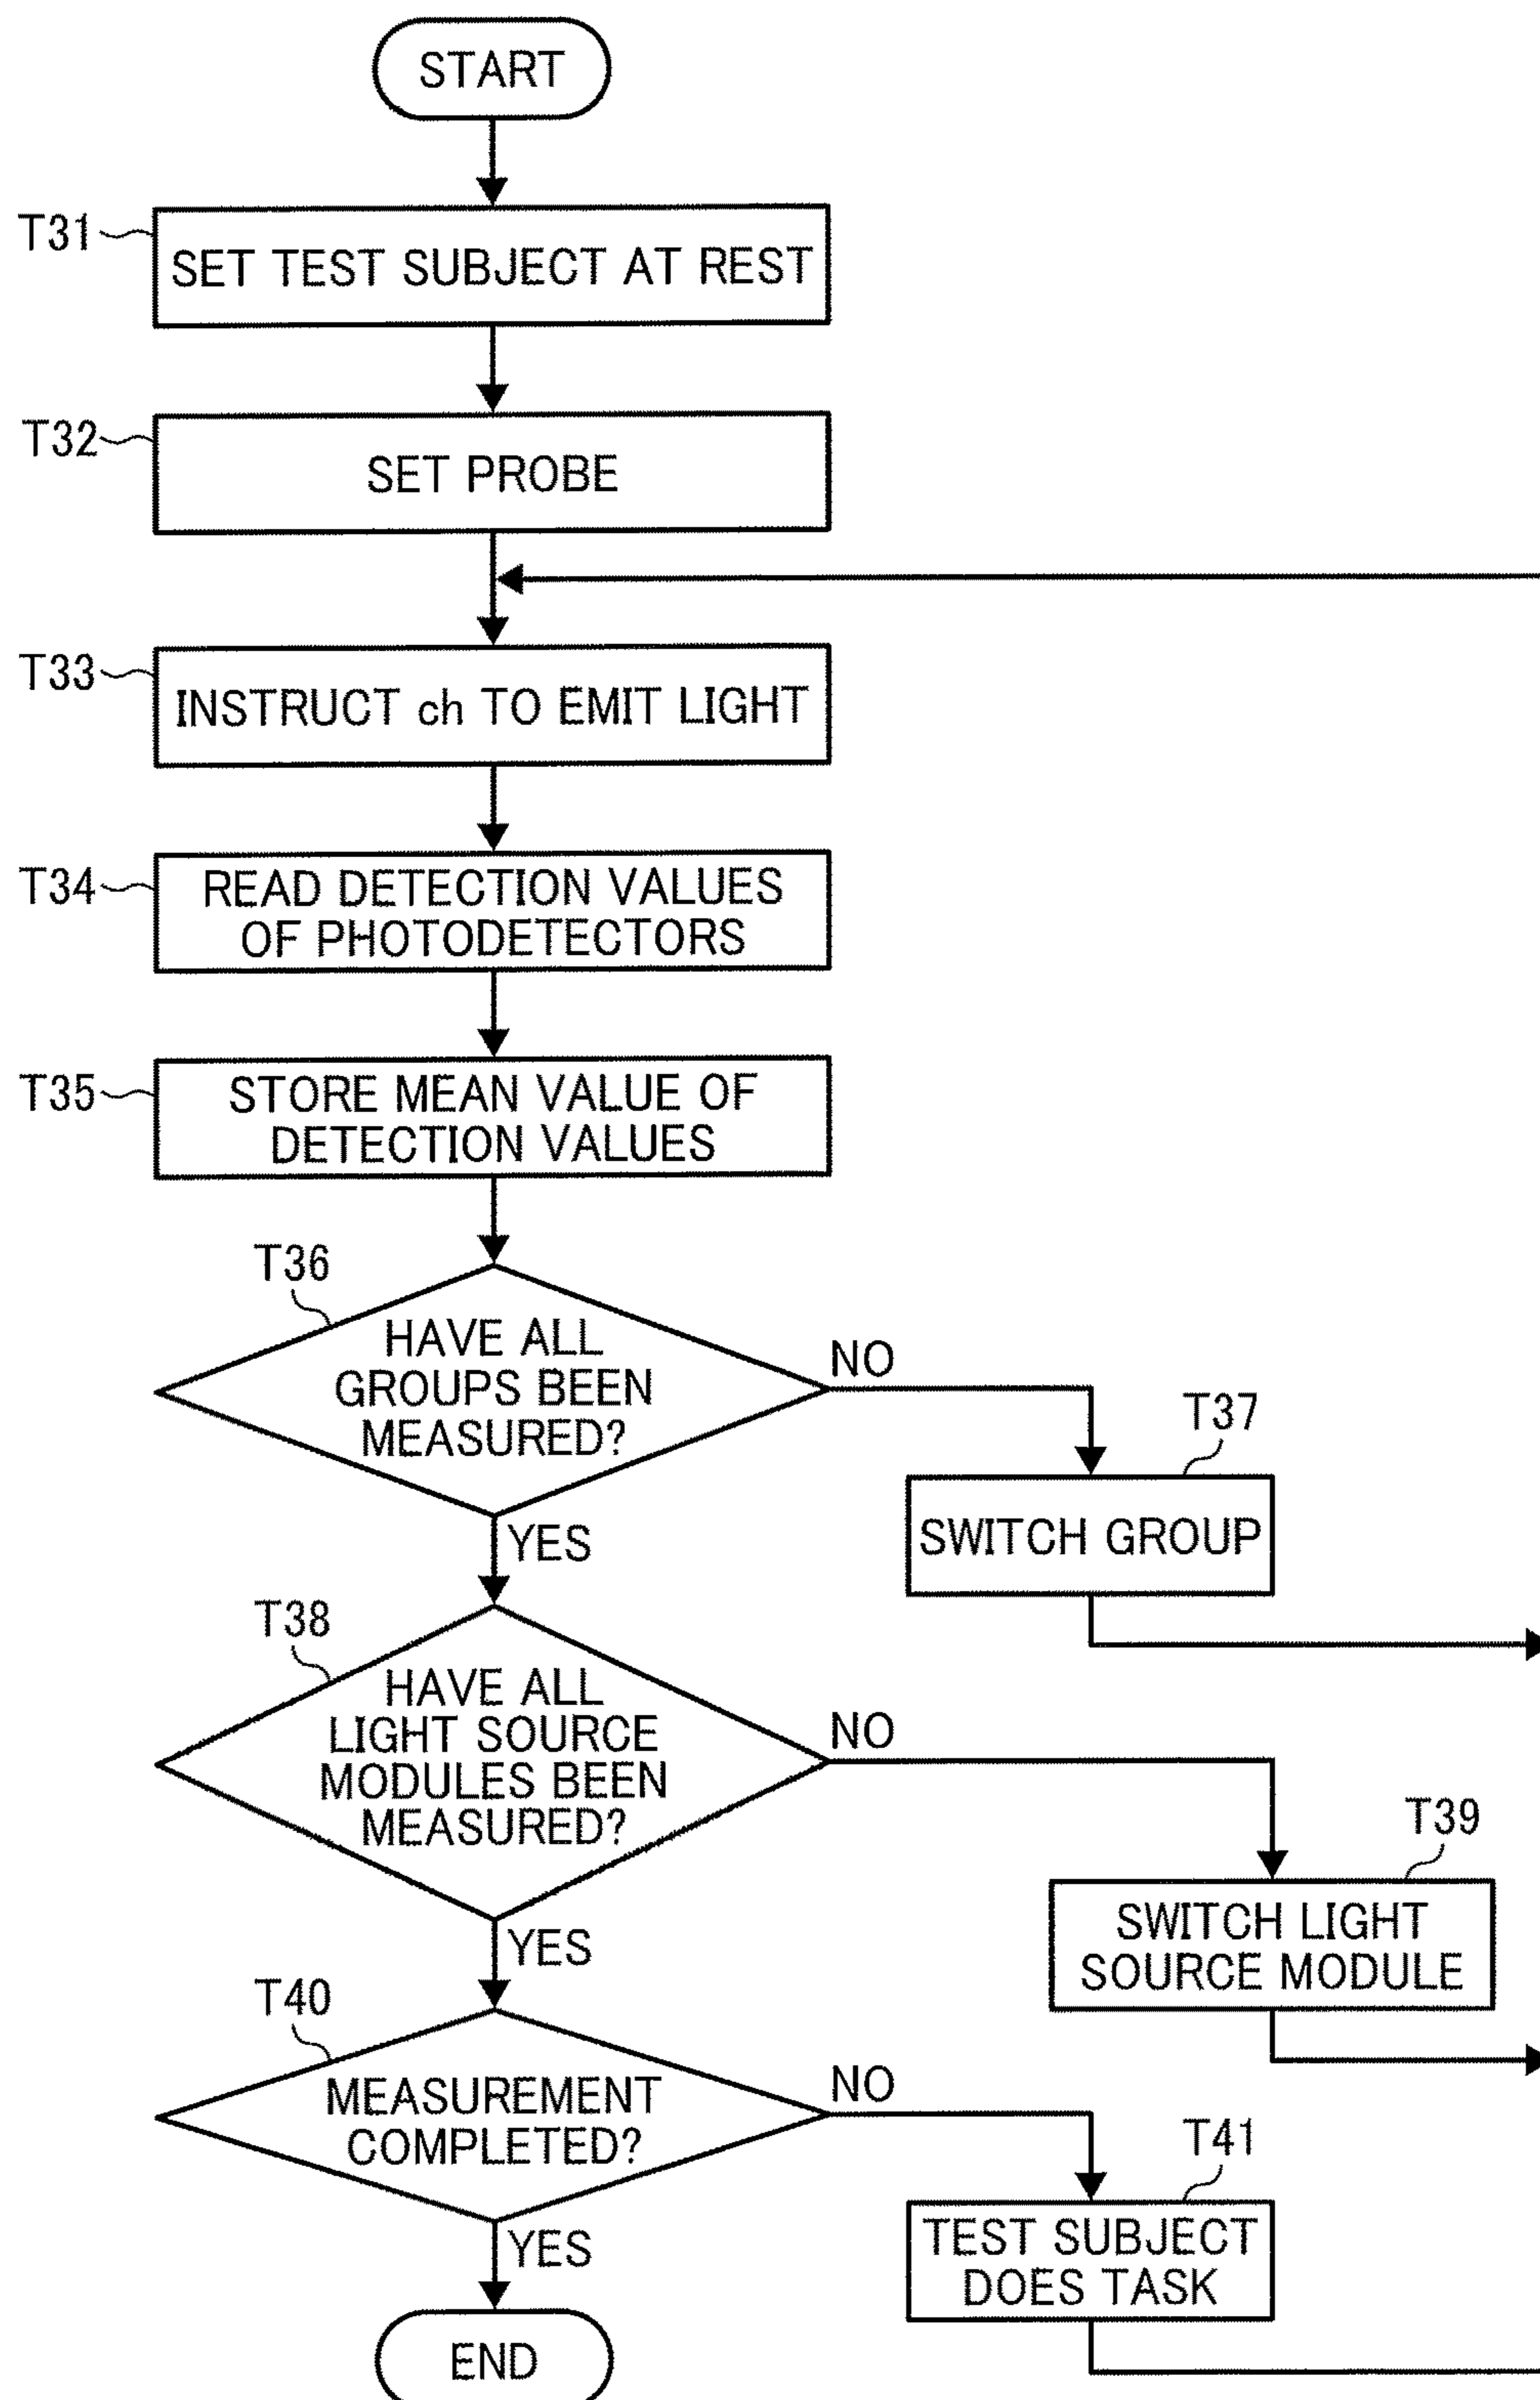 START
T31
SET TEST SUBJECT AT REST
T32
SET PROBE
T33
INSTRUCT ch TO EMIT LIGHT
T34
READ DETECTION VALUES
OF PHOTODETECTORS
T35
STORE MEAN VALUE OF
DETECTION VALUES
T36
HAVE ALL
GROUPS BEEN
MEASURED?
NO
T37
SWITCH GROUP
YES
T38
HAVE ALL
LIGHT SOURCE
MODULES BEEN
MEASURED?
NO
T39
SWITCH LIGHT
SOURCE MODULE
YES
T40
MEASUREMENT
COMPLETED?
NO
T41
TEST SUBJECT
DOES TASK
YES
END